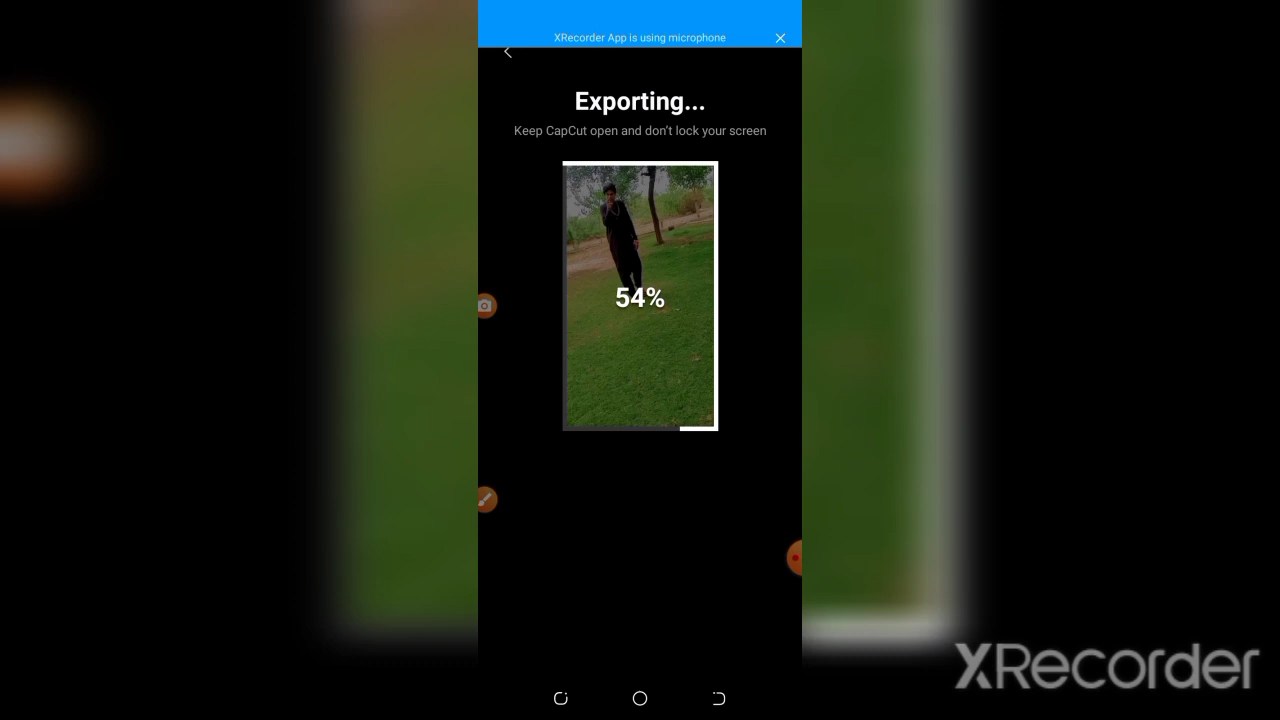 XRecorder App is using microphone
Exporting...
Keep CapCut open and don't lock your screen
54%
XRecorder